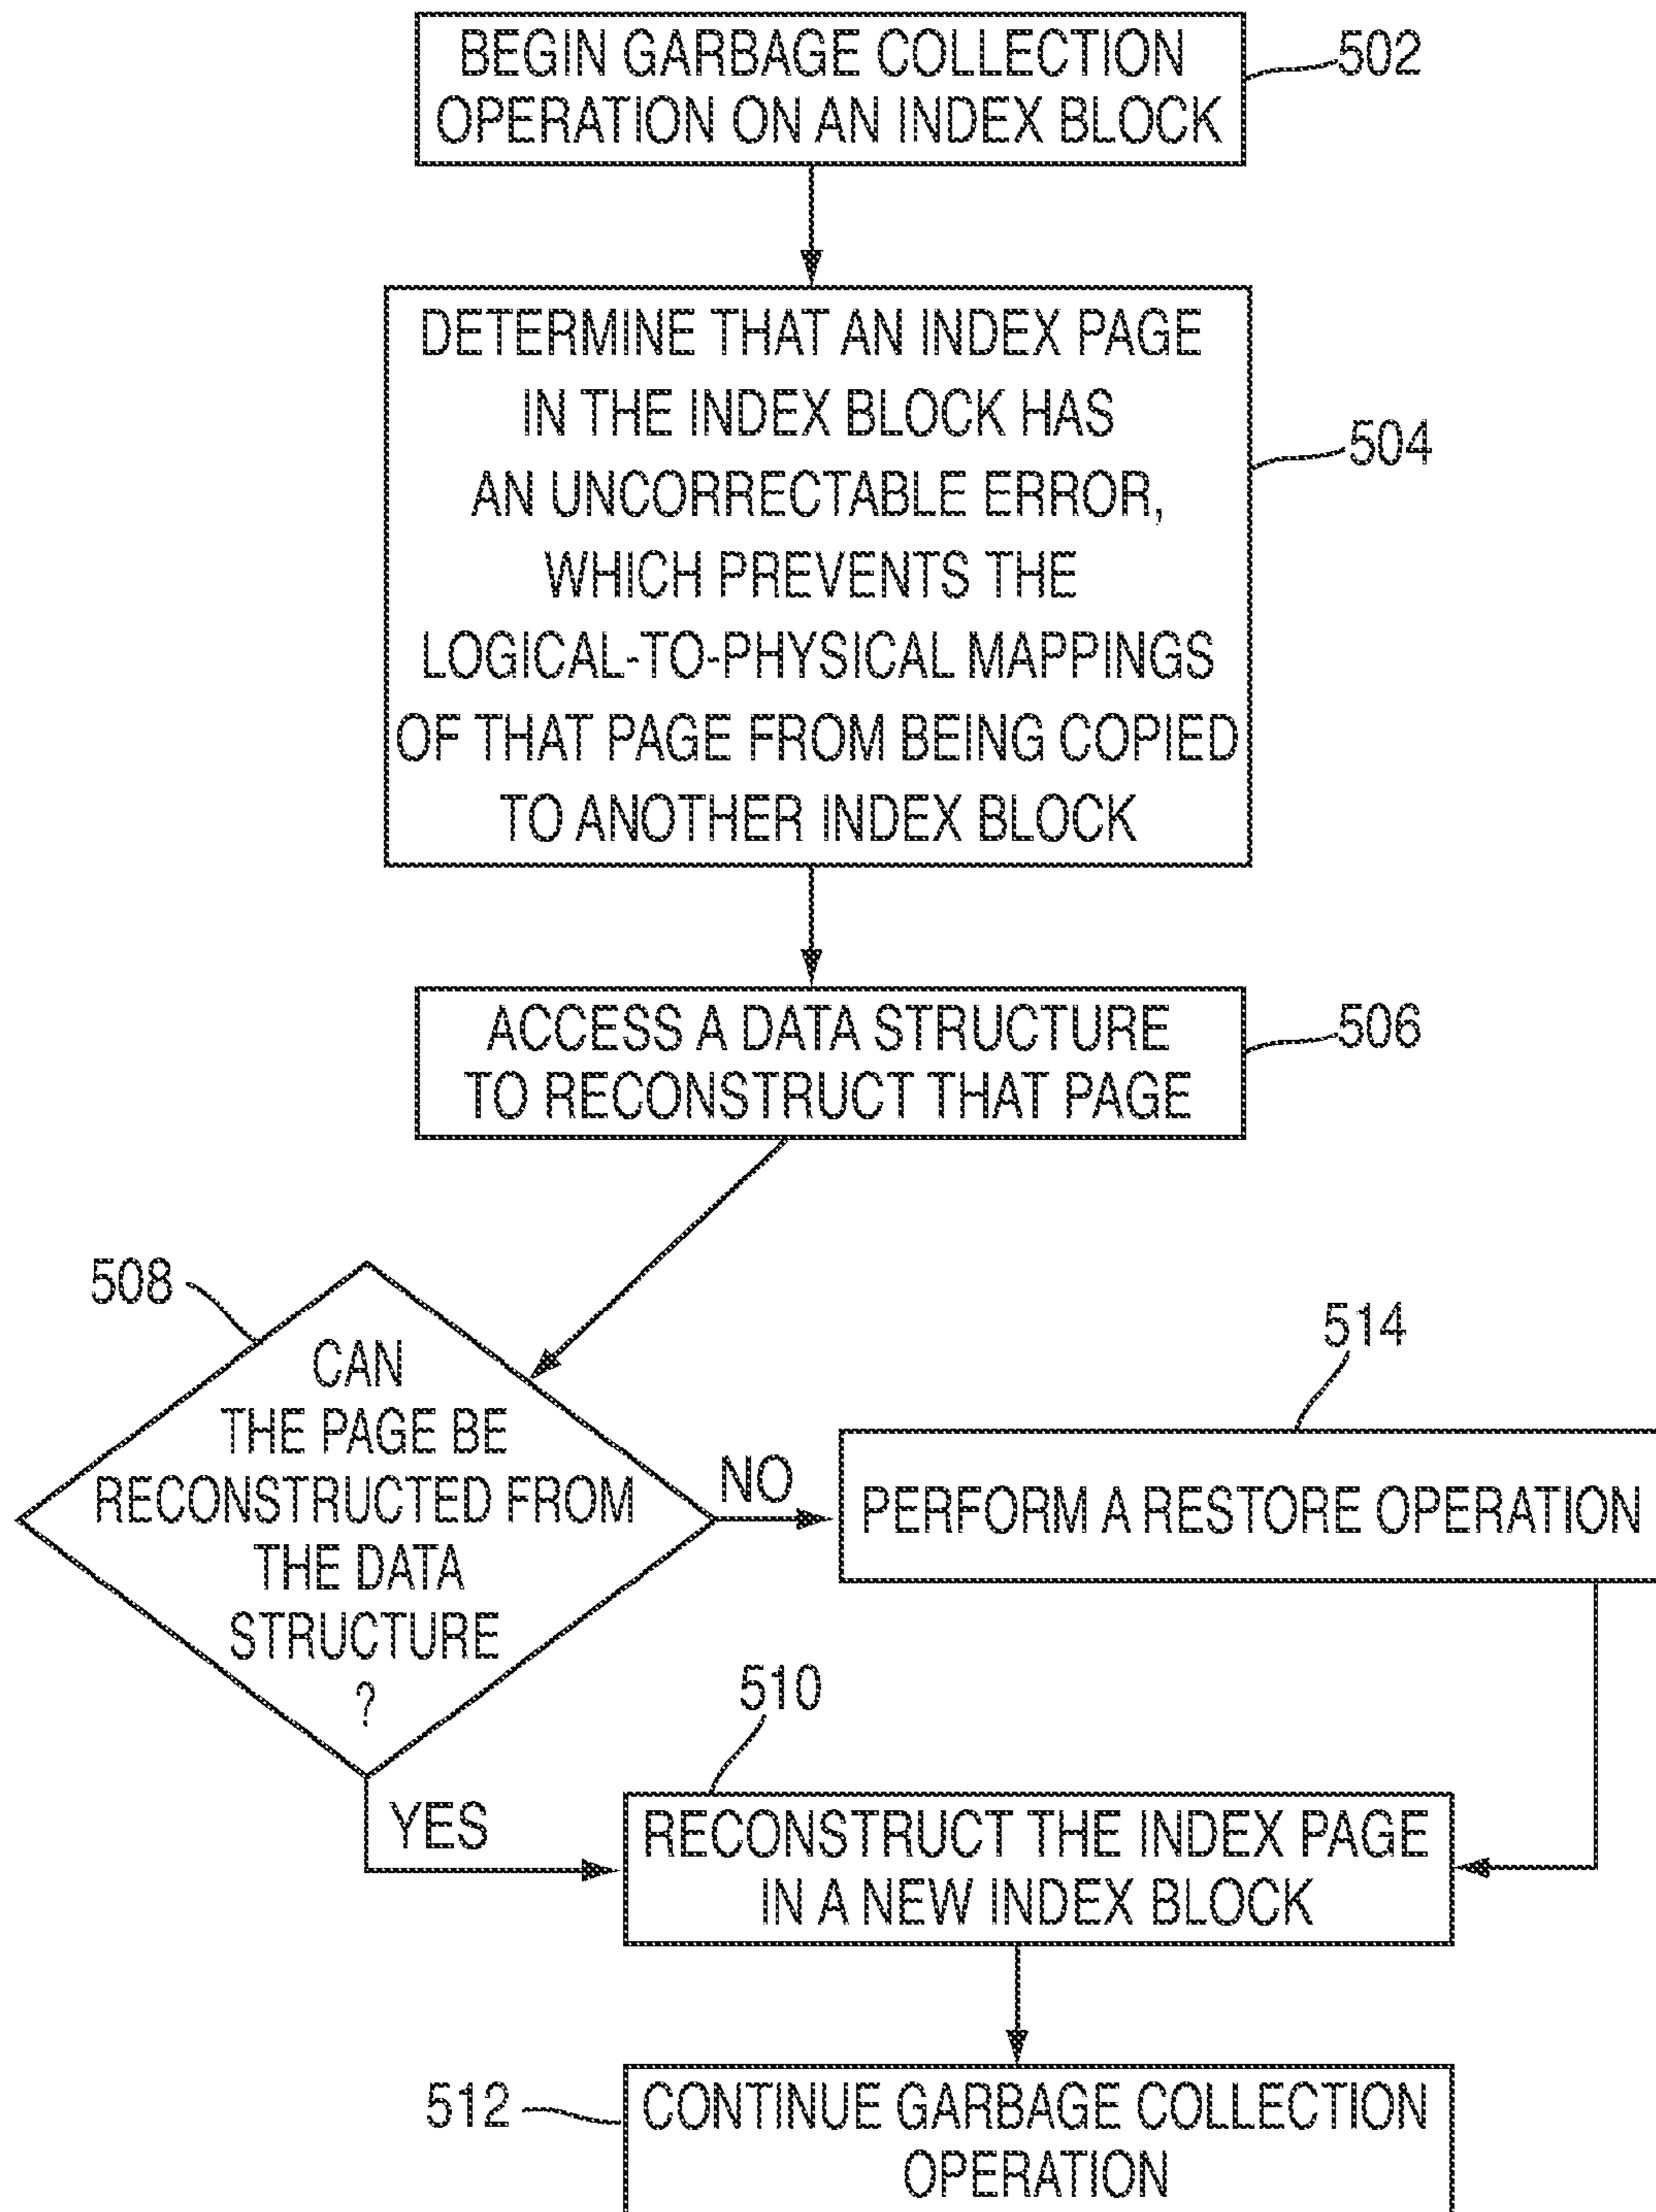 BEGIN GARBAGE COLLECTION
OPERATION ON AN INDEX BLOCK
502
DETERMINE THAT AN INDEX PAGE
IN THE INDEX BLOCK HAS
AN UNCORRECTABLE ERROR,
WHICH PREVENTS THE
LOGICAL-TO-PHYSICAL MAPPINGS
OF THAT PAGE FROM BEING COPIED
TO ANOTHER INDEX BLOCK
504
ACCESS A DATA STRUCTURE
TO RECONSTRUCT THAT PAGE
506
508
CAN
THE PAGE BE
RECONSTRUCTED FROM
THE DATA
STRUCTURE
?
NO
514
PERFORM A RESTORE OPERATION
YES
510
RECONSTRUCT THE INDEX PAGE
IN A NEW INDEX BLOCK
512
CONTINUE GARBAGE COLLECTION
OPERATION